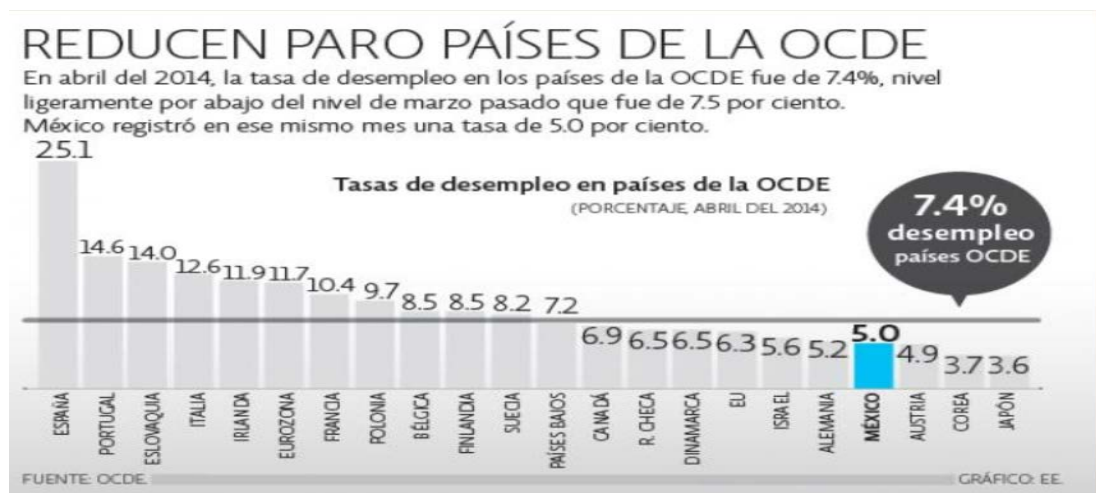 REDUCEN PARO PAÍSES DE LA OCDE
En abril del 2014, la tasa de desempleo en los países de la OCDE fue de 7.4%, nivel
ligeramente por abajo del nivel de marzo pasado que fue de 7.5 por ciento.
México registró en ese mismo mes una tasa de 5.0 por ciento.
Tasas de desempleo en países de la OCDE
(PORCENTAJE, ABRIL DEL 2014)
7.4%
desempleo
países OCDE
25.1
14.6
14.0
12.6
11.9
11.7
10.4
9.7
8.5
8.5
8.2
7.2
6.9
6.5
6.5
6.3
5.6
5.2
5.0
4.9
3.7
3.6
ESPAÑA
PORTUGAL
ESLOVAQUIA
ITALIA
IRLANDA
EUROZONA
FRANCIA
POLONIA
BÉLGICA
FINLANDIA
SUECIA
PAÍSES BAJOS
CANADÁ
R. CHECA
DINAMARCA
EU
ISRAEL
ALEMANIA
MÉXICO
AUSTRIA
COREA
JAPÓN
FUENTE: OCDE.
GRÁFICO: EE.